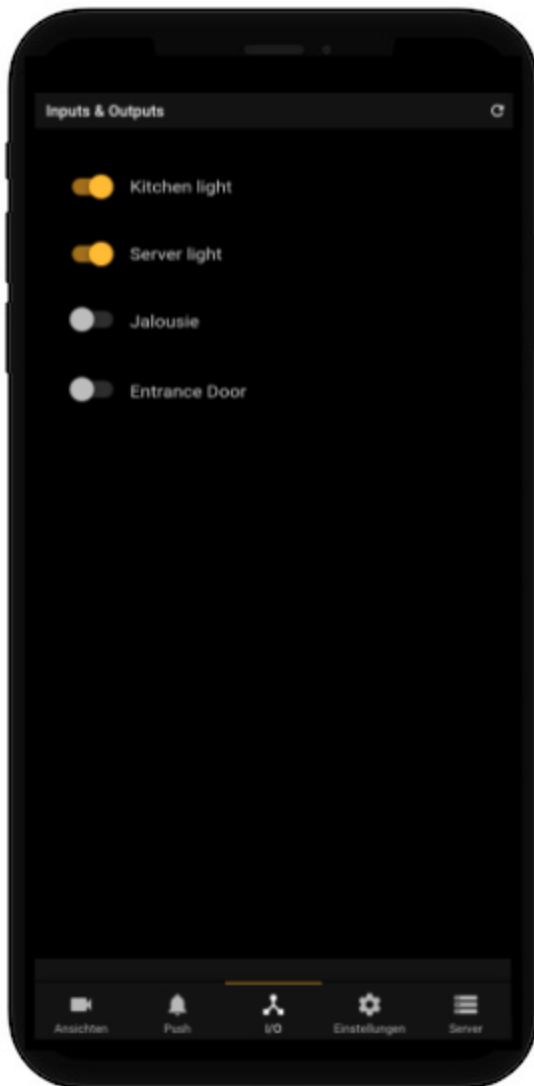 Inputs & Outputs
Kitchen light
Server light
Jalousie
Entrance Door
Ansichten Push I/O Einstellungen Server